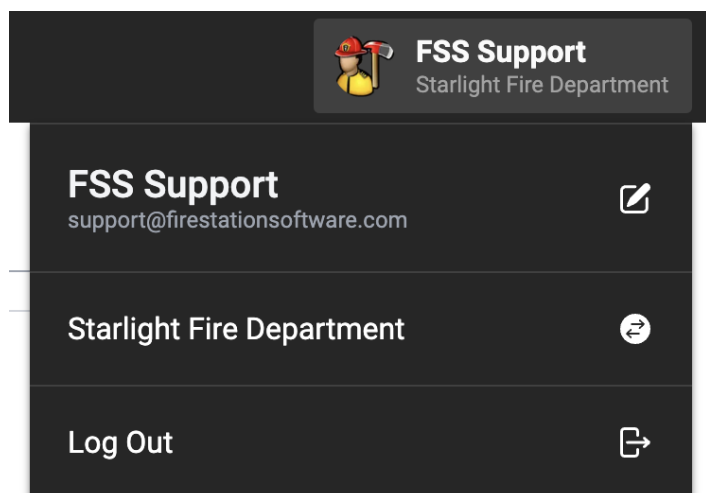 FSS Support
Starlight Fire Department
FSS Support
support@firestationsoftware.com
Starlight Fire Department
Log Out